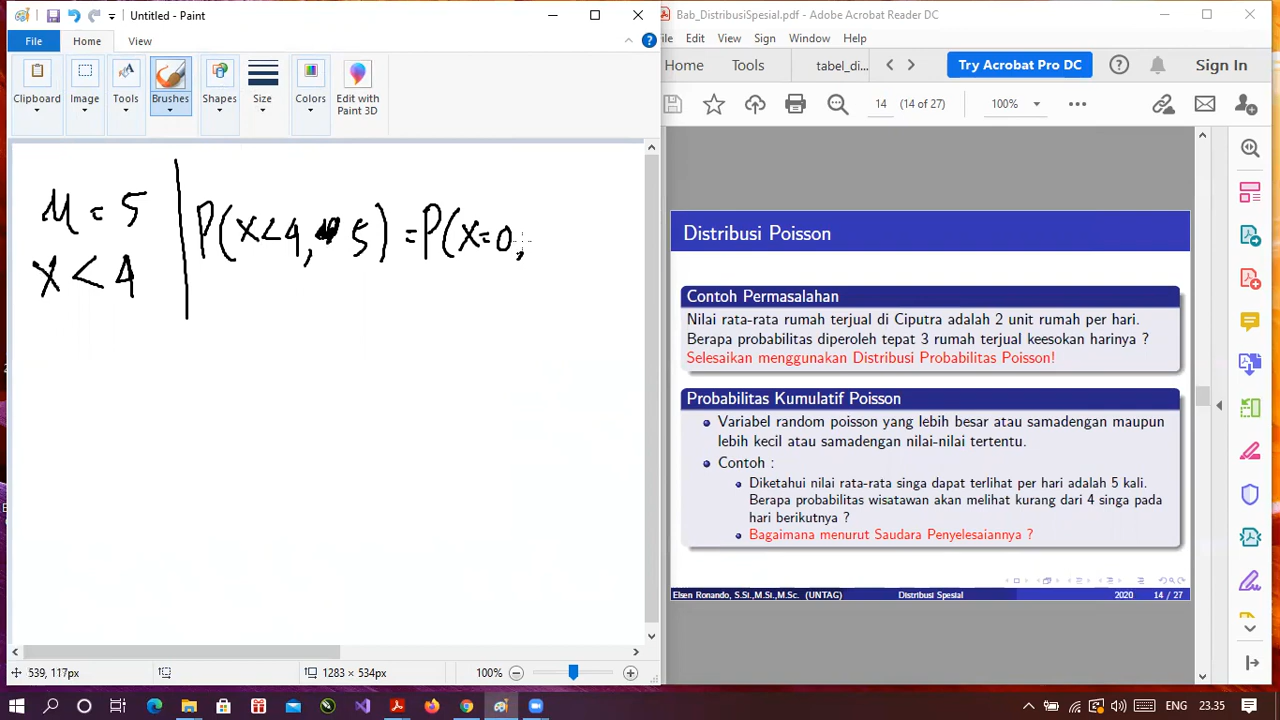 Untitled - Paint
File Home View
Clipboard Image Tools Brushes Shapes Size Colors Edit with Paint 3D
μ = 5
x < 4
P(x<4, 5) = P(x=0,
539, 117px 1283 × 534px 100%
Bab_DistribusiSpesial.pdf - Adobe Acrobat Reader DC
File Edit View Sign Window Help
Home Tools tabel_di... Try Acrobat Pro DC Sign In
14 (14 of 27) 100%
Distribusi Poisson
Contoh Permasalahan
Nilai rata-rata rumah terjual di Ciputra adalah 2 unit rumah per hari.
Berapa probabilitas diperoleh tepat 3 rumah terjual keesokan harinya ?
Selesaikan menggunakan Distribusi Probabilitas Poisson!
Probabilitas Kumulatif Poisson
Variabel random poisson yang lebih besar atau samadengan maupun
lebih kecil atau samadengan nilai-nilai tertentu.
Contoh :
Diketahui nilai rata-rata singa dapat terlihat per hari adalah 5 kali.
Berapa probabilitas wisatawan akan melihat kurang dari 4 singa pada
hari berikutnya ?
Bagaimana menurut Saudara Penyelesaiannya ?
Elsen Ronando, S.Si.,M.Si.,M.Sc. (UNTAG) Distribusi Spesial 2020 14 / 27
23.35